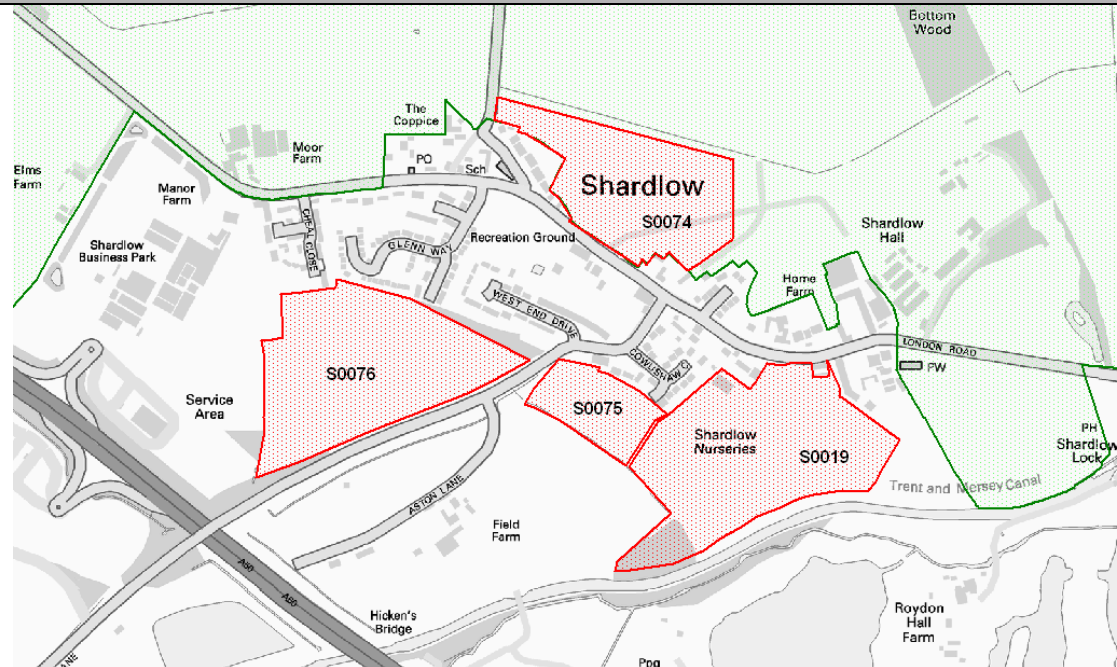 Bottom
Wood
The
Coppice
Moor
Farm
PO
Sch
Elms
Farm
Manor
Farm
Shardlow
S0074
CHEAL CLOSE
GLENN WAY
Recreation Ground
Shardlow
Hall
Shardlow
Business Park
Home
Farm
WEST END DRIVE
LONDON ROAD
COWLISHAW CL
PW
S0076
Service
Area
S0075
Shardlow
Nurseries
S0019
PH
Shardlow
Lock
Trent and Mersey Canal
ASTON LANE
Field
Farm
A50
A50
Hicken's
Bridge
Roydon
Hall
Farm
Ppg